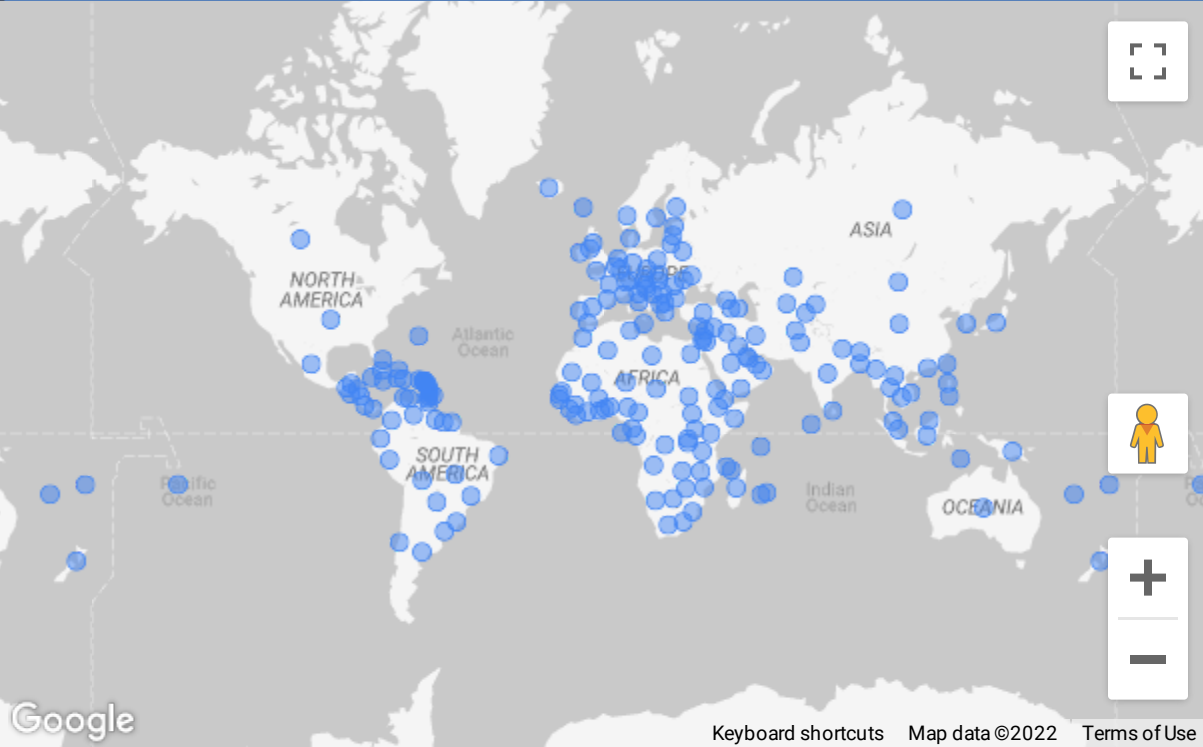 ASIA
NORTH
AMERICA
EUROPE
Atlantic
Ocean
AFRICA
SOUTH
AMERICA
Pacific
Ocean
Indian
Ocean
OCEANIA
Google
Keyboard shortcuts
Map data ©2022
Terms of Use